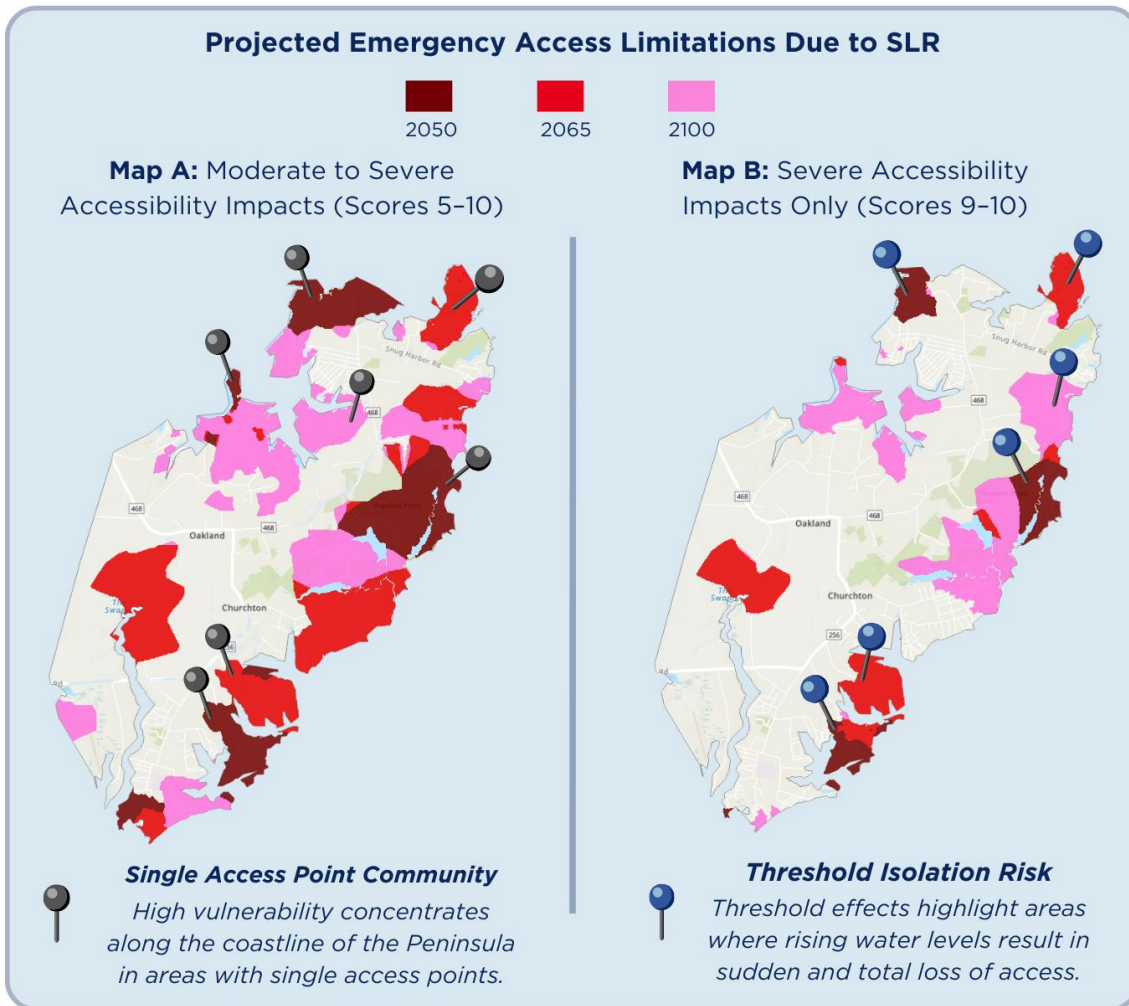 Projected Emergency Access Limitations Due to SLR
2050
2065
2100
Map A: Moderate to Severe
Accessibility Impacts (Scores 5–10)
Snug Harbor Rd
468
468
468
Oakland
Churchton
256
Rd
Single Access Point Community
High vulnerability concentrates
along the coastline of the Peninsula
in areas with single access points.
Map B: Severe Accessibility
Impacts Only (Scores 9–10)
Snug Harbor Rd
468
468
468
Oakland
Churchton
256
Rd
Threshold Isolation Risk
Threshold effects highlight areas
where rising water levels result in
sudden and total loss of access.